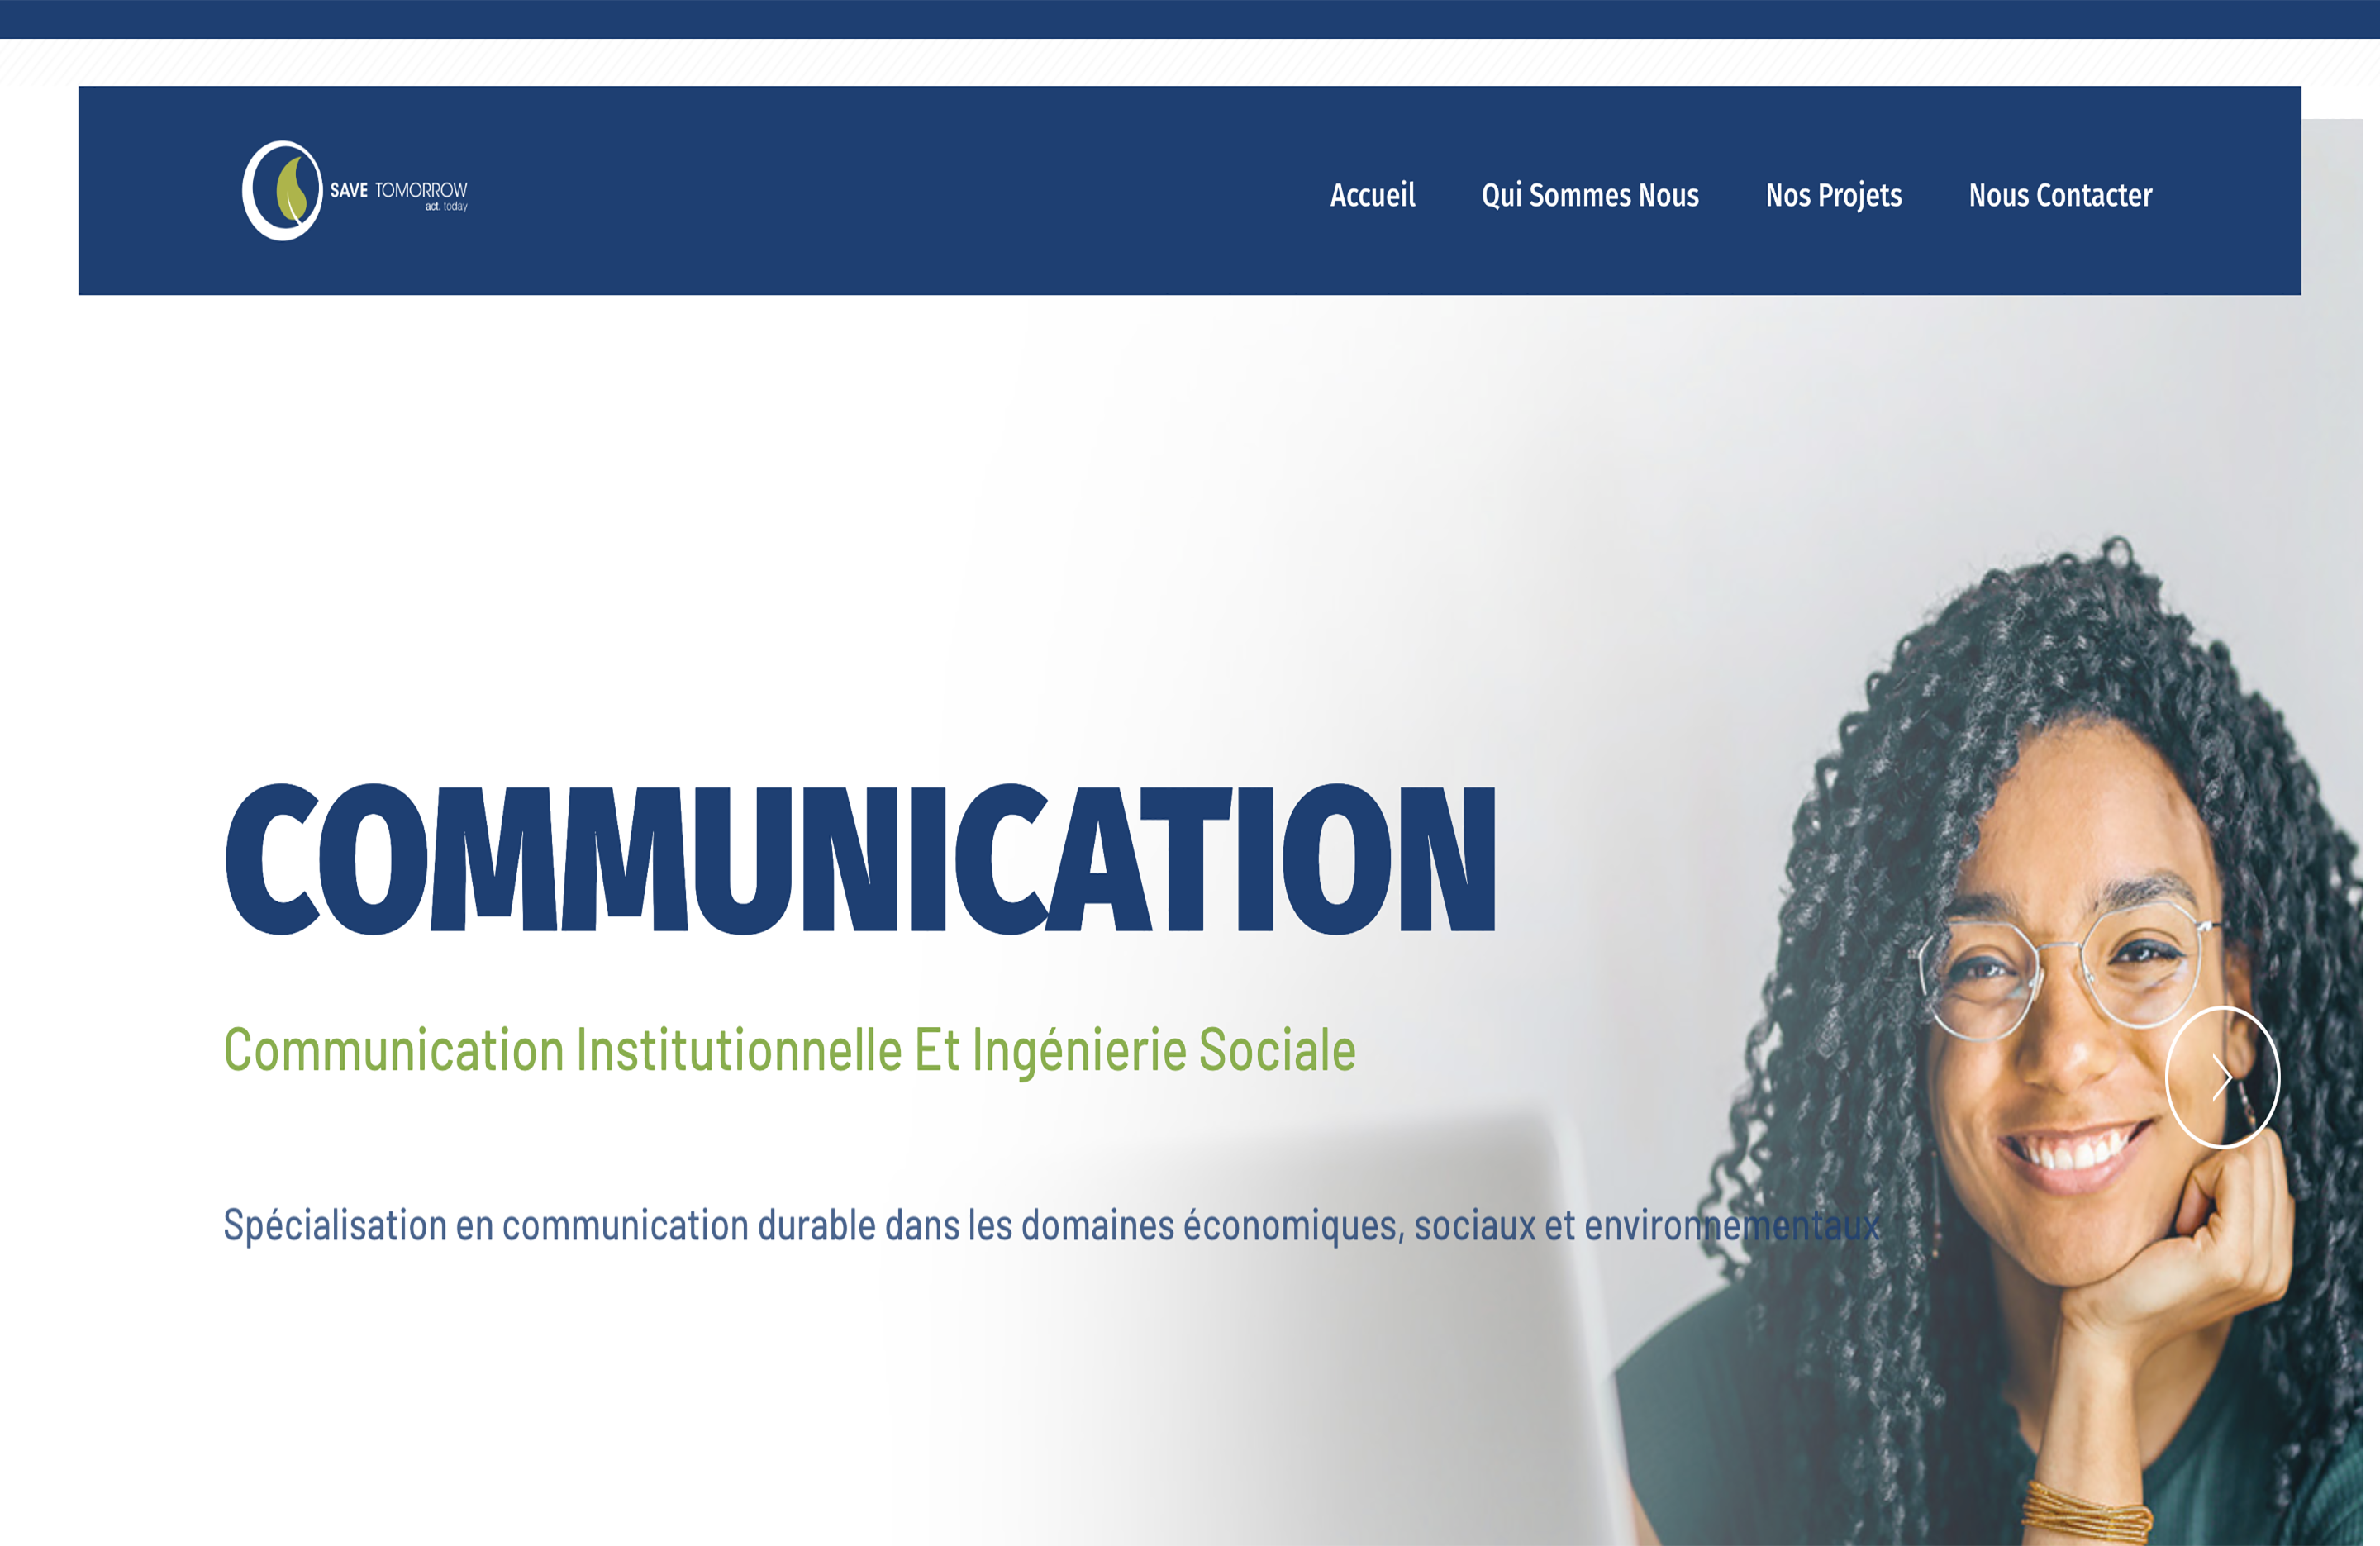 SAVE TOMORROW
act. today
Accueil Qui Sommes Nous Nos Projets Nous Contacter
COMMUNICATION
Communication Institutionnelle Et Ingénierie Sociale
Spécialisation en communication durable dans les domaines économiques, sociaux et environnementaux